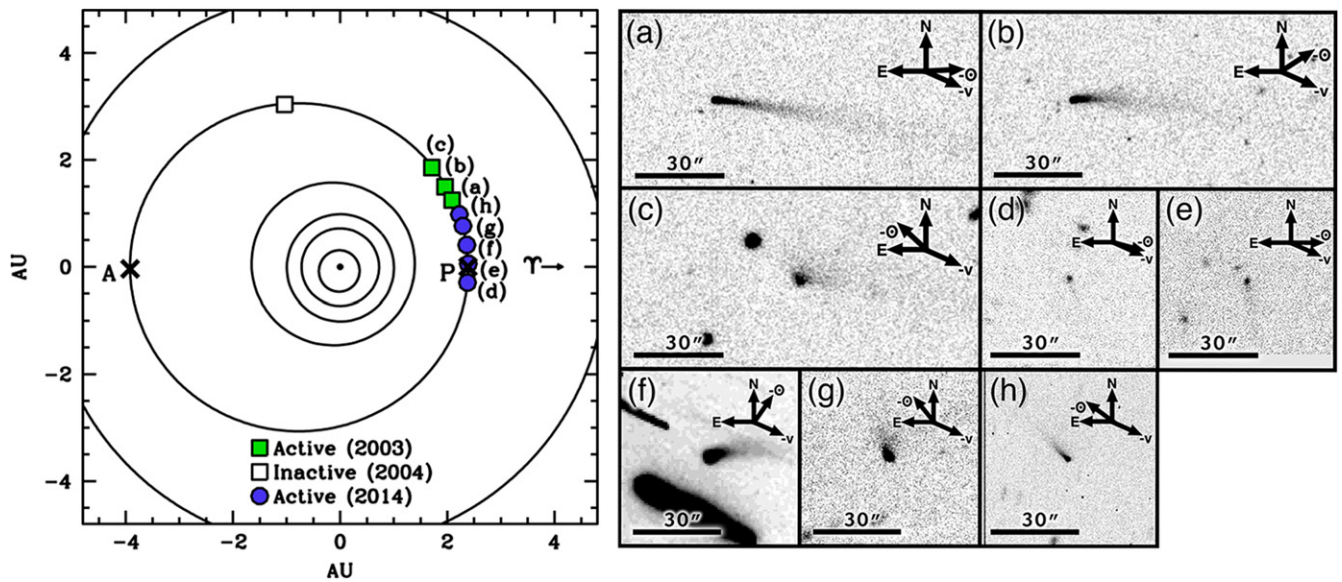 4
2
0
-2
-4
AU
-4
-2
0
2
4
AU
(c)
(b)
(a)
(h)
(g)
(f)
(e)
(d)
A
P
ϒ→
Active (2003)
Inactive (2004)
Active (2014)
(a)
N
E
-⊙
-v
30″
(b)
N
E
-⊙
-v
30″
(c)
N
-⊙
E
-v
30″
(d)
N
E
-⊙
-v
30″
(e)
N
E
-⊙
-v
30″
(f)
N
-⊙
E
-v
30″
(g)
N
-⊙
E
-v
30″
(h)
N
-⊙
E
-v
30″